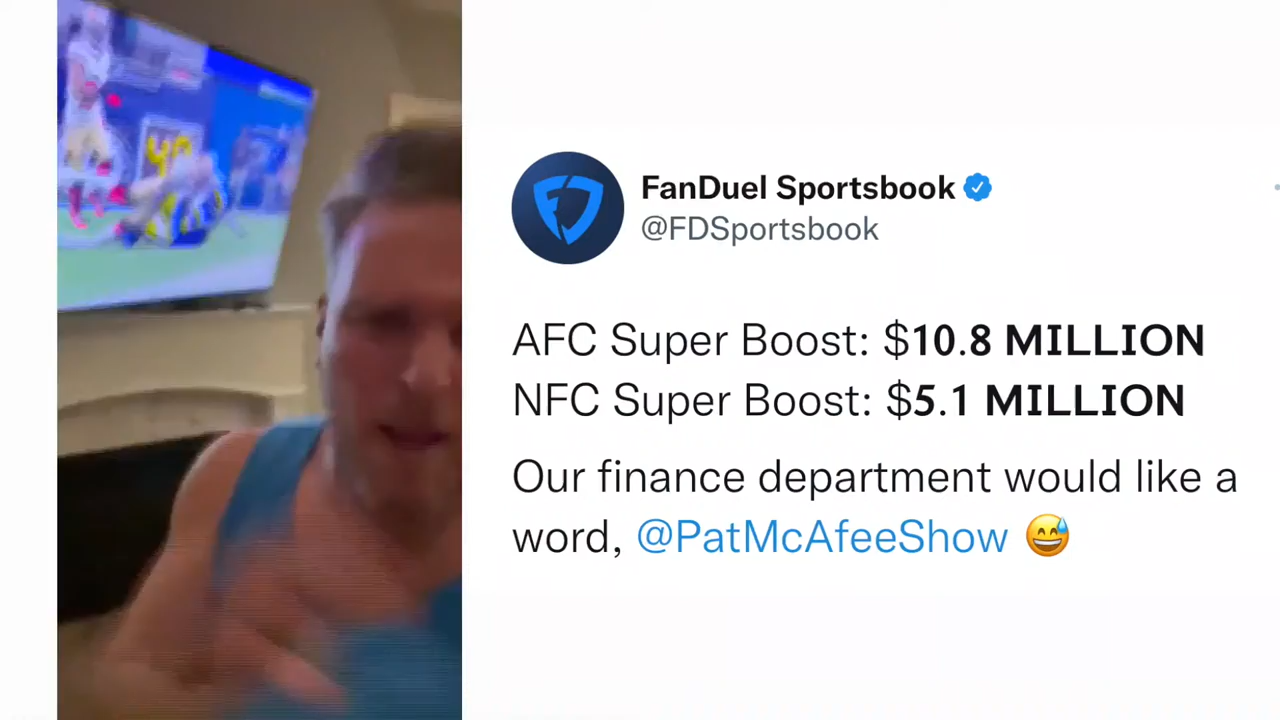 FanDuel Sportsbook
@FDSportsbook
AFC Super Boost: $10.8 MILLION
NFC Super Boost: $5.1 MILLION
Our finance department would like a
word, @PatMcAfeeShow 😅